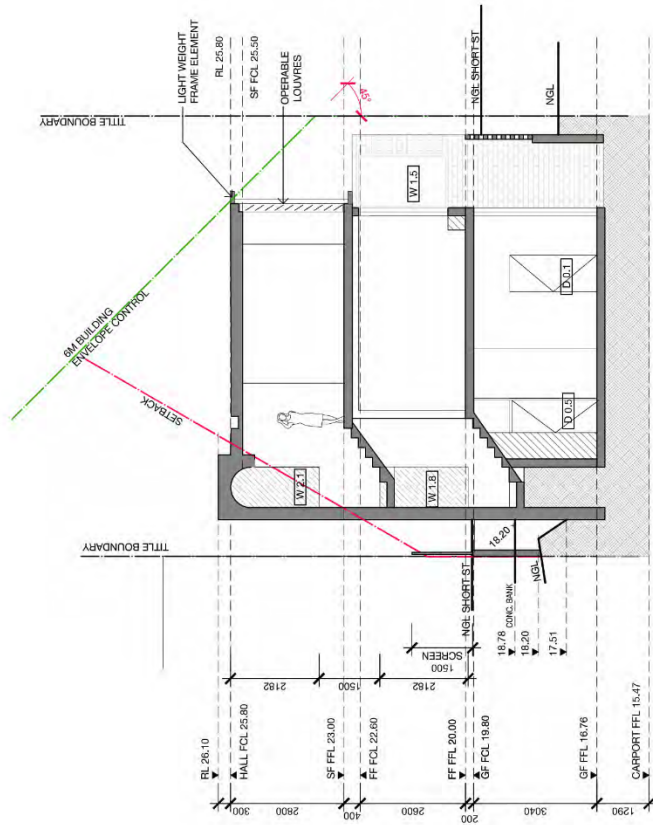 LIGHT WEIGHT
FRAME ELEMENT
RL 25.80
SF FCL 25.50
OPERABLE
LOUVRES
45°
NGL SHORT ST
NGL
TITLE BOUNDARY
6M BUILDING
ENVELOPE CONTROL
SETBACK
W 1.5
D 0.1
D 0.5
W 2.1
W 1.8
TITLE BOUNDARY
18.20
NGL
NGL SHORT ST
18.78 CONC. BANK
18.20
17.51
SCREEN
1500
2182
1500
2182
RL 26.10
HALL FCL 25.80
SF FFL 23.00
FF FCL 22.60
FF FFL 20.00
GF FCL 19.80
GF FFL 16.76
CARPORT FFL 15.47
300
2800
400
2600
200
3040
1290